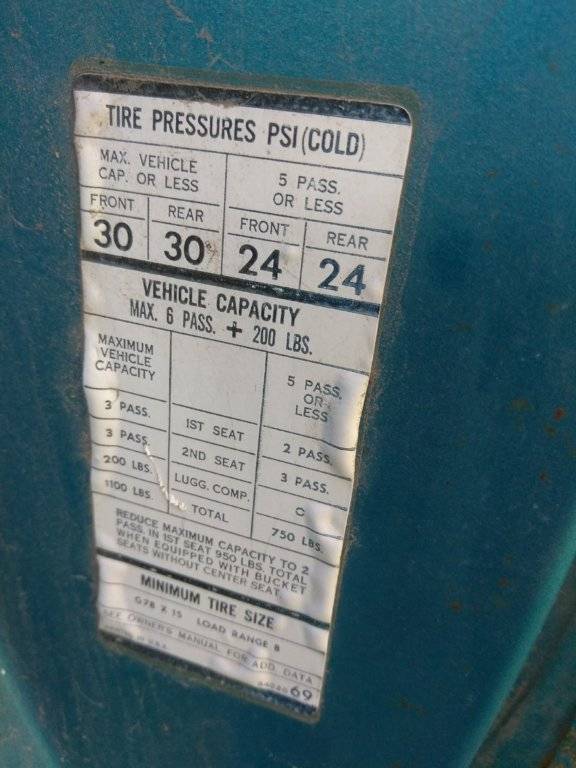 TIRE PRESSURES PSI (COLD)
MAX. VEHICLE CAP. OR LESS
5 PASS. OR LESS
FRONT REAR FRONT REAR
30 30 24 24
VEHICLE CAPACITY
MAX. 6 PASS. + 200 LBS.
MAXIMUM VEHICLE CAPACITY
5 PASS. OR LESS
3 PASS. 1ST SEAT 2 PASS.
3 PASS. 2ND SEAT 3 PASS.
200 LBS. LUGG. COMP. 0
1100 LBS. TOTAL 750 LBS.
REDUCE MAXIMUM CAPACITY TO 2
PASS. IN 1ST SEAT 950 LBS. TOTAL
WHEN EQUIPPED WITH BUCKET
SEATS WITHOUT CENTER SEAT.
MINIMUM TIRE SIZE
G78 X 15 LOAD RANGE B
SEE OWNER'S MANUAL FOR ADD. DATA
IN U.S.A. 69